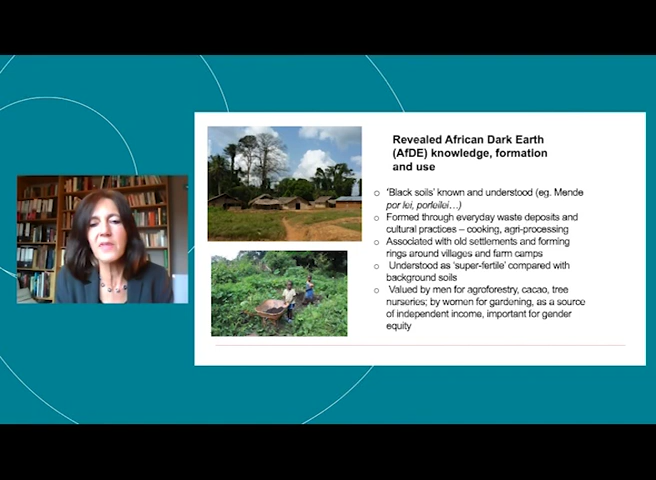 Revealed African Dark Earth
(AfDE) knowledge, formation
and use
o 'Black soils' known and understood (eg. Mende
por lei, porfeilei…)
o Formed through everyday waste deposits and
cultural practices – cooking, agri-processing
o Associated with old settlements and forming
rings around villages and farm camps
o Understood as 'super-fertile' compared with
background soils
o Valued by men for agroforestry, cacao, tree
nurseries; by women for gardening, as a source
of independent income, important for gender
equity